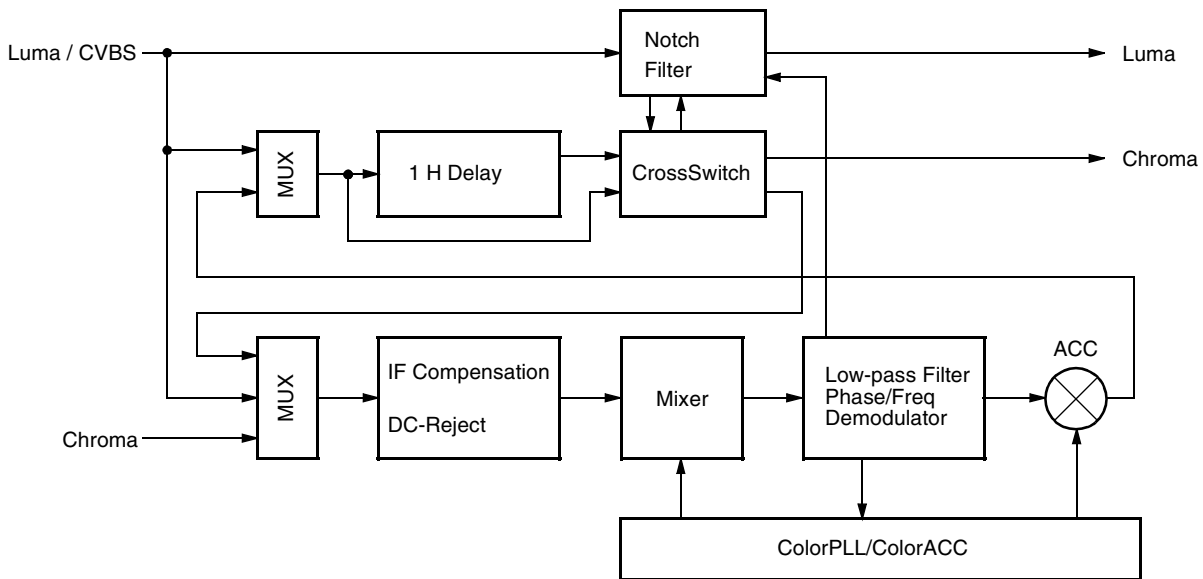 Luma / CVBS
Notch
Filter
Luma
MUX
1 H Delay
CrossSwitch
Chroma
MUX
IF Compensation
DC-Reject
Mixer
Low-pass Filter
Phase/Freq
Demodulator
ACC
Chroma
ColorPLL/ColorACC